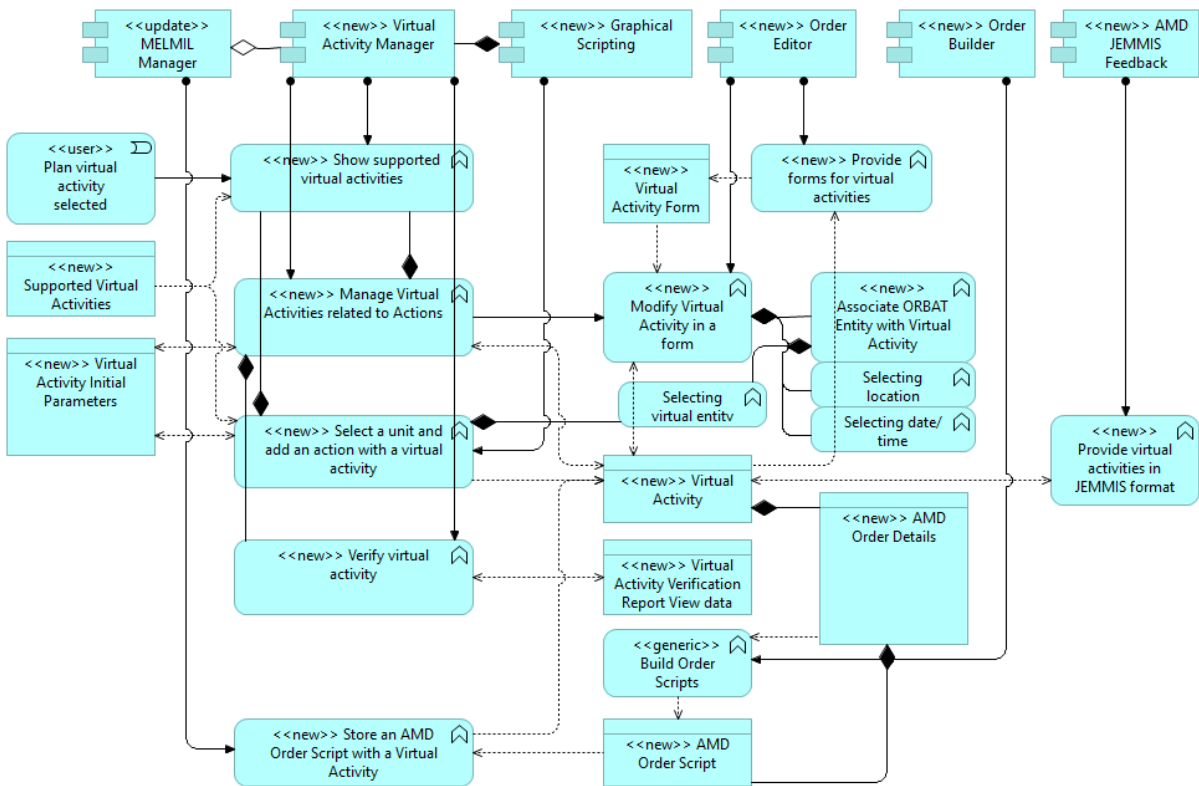 <<update>>
MELMIL
Manager
<<new>> Virtual
Activity Manager
<<new>> Graphical
Scripting
<<new>> Order
Editor
<<new>> Order
Builder
<<new>> AMD
JEMMIS
Feedback
<<user>>
Plan virtual
activity
selected
<<new>> Show supported
virtual activities
<<new>>
Virtual
Activity Form
<<new>> Provide
forms for virtual
activities
<<new>>
Supported Virtual
Activities
<<new>> Manage Virtual
Activities related to Actions
<<new>>
Modify Virtual
Activity in a
form
<<new>>
Associate ORBAT
Entity with Virtual
Activity
<<new>> Virtual
Activity Initial
Parameters
Selecting
virtual entity
Selecting
location
Selecting date/
time
<<new>> Select a unit and
add an action with a virtual
activity
<<new>>
Provide virtual
activities in
JEMMIS format
<<new>> Virtual
Activity
<<new>> AMD
Order Details
<<new>> Verify virtual
activity
<<new>> Virtual
Activity Verification
Report View data
<<generic>>
Build Order
Scripts
<<new>> Store an AMD
Order Script with a Virtual
Activity
<<new>> AMD
Order Script